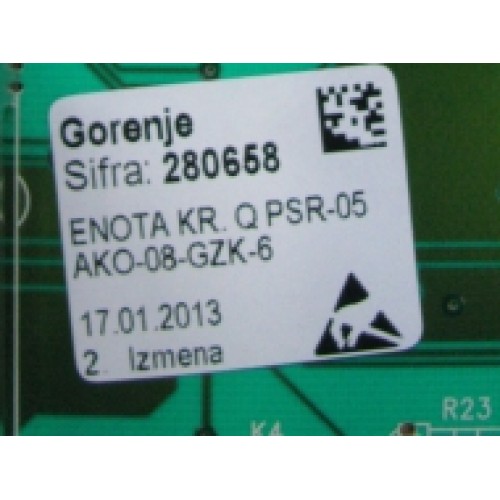 Gorenje
Sifra: 280658
ENOTA KR. Q PSR-05
AKO-08-GZK-6
17.01.2013
2. Izmena
R23
K4